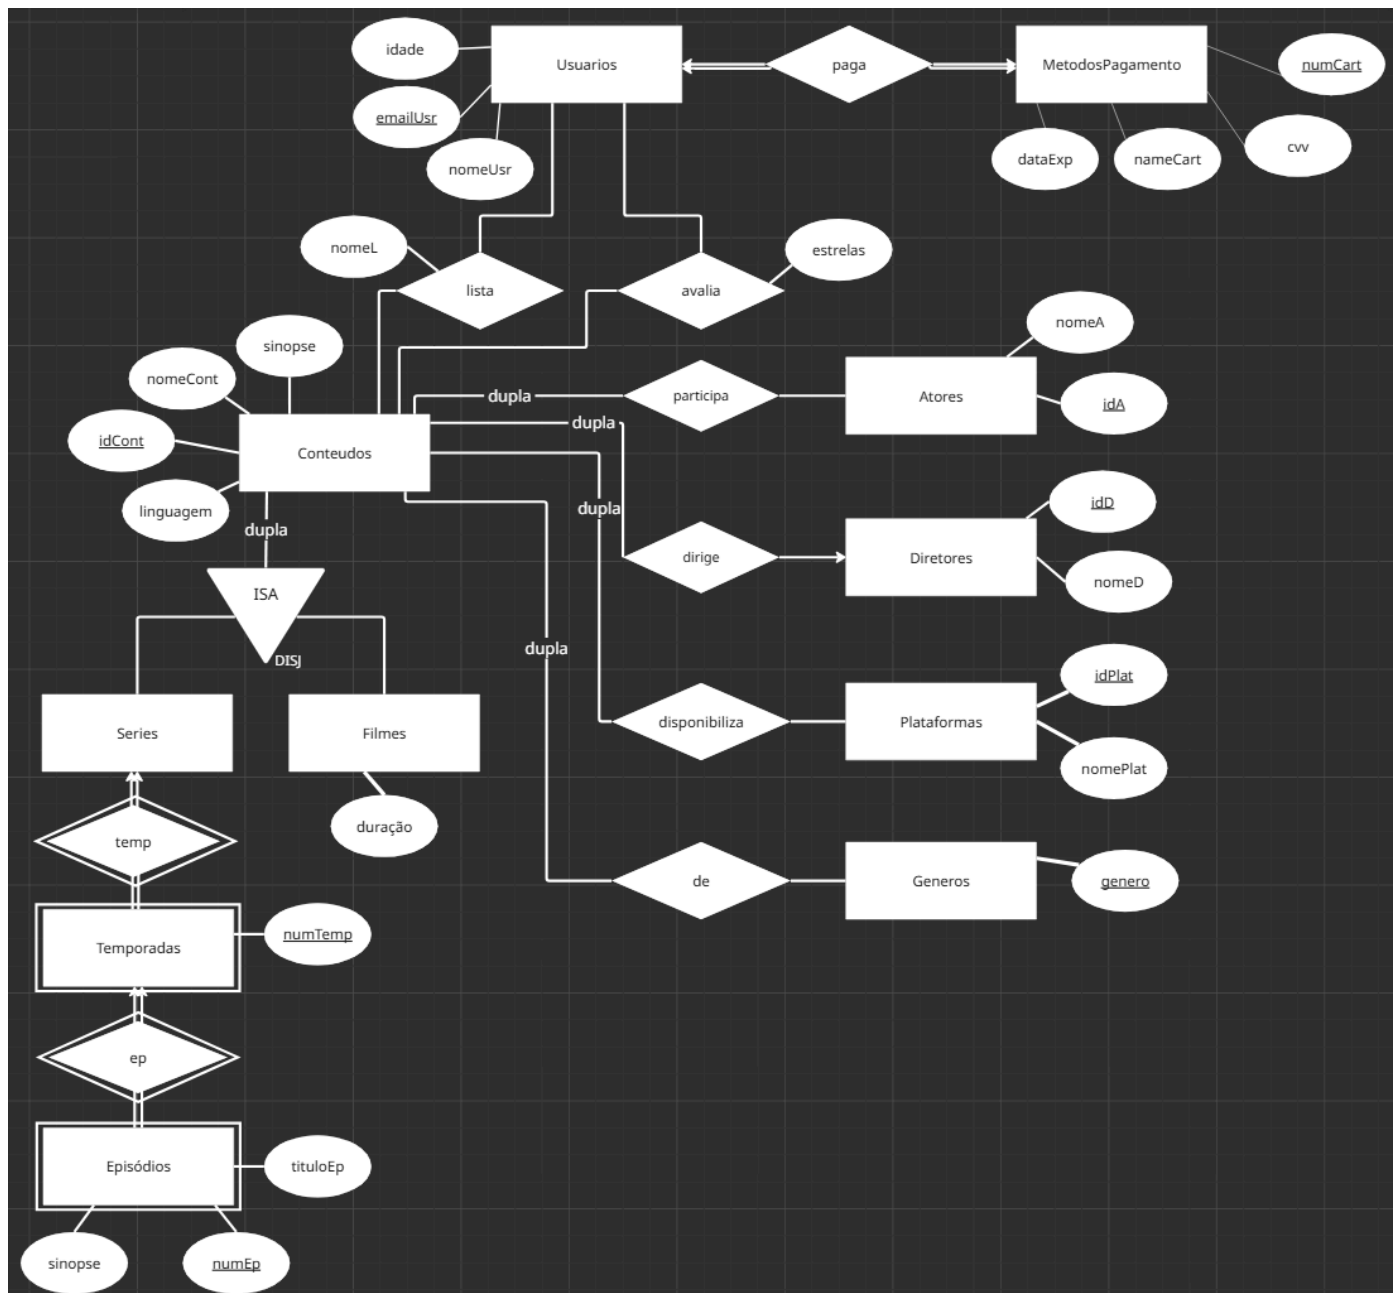 idade
Usuarios
paga
MetodosPagamento
numCart
emailUsr
nomeUsr
dataExp
nameCart
cvv
nomeL
estrelas
lista
avalia
nomeA
sinopse
nomeCont
dupla
participa
Atores
idA
dupla
idCont
Conteudos
linguagem
dupla
dupla
idD
dirige
Diretores
nomeD
ISA
DISJ
dupla
idPlat
Series
Filmes
disponibiliza
Plataformas
nomePlat
temp
duração
de
Generos
genero
Temporadas
numTemp
ep
Episódios
tituloEp
sinopse
numEp